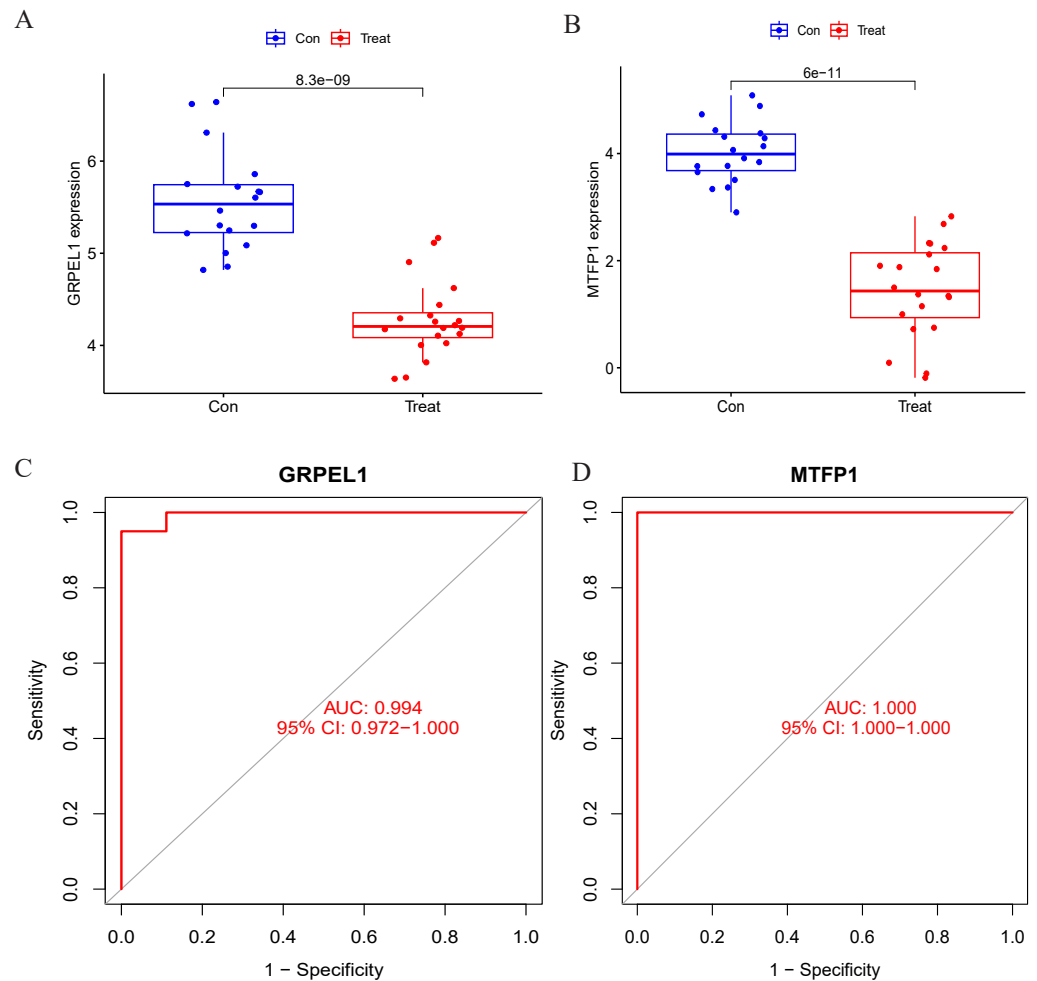 A
Con Treat
8.3e−09
GRPEL1 expression
6
5
4
Con Treat
B
Con Treat
6e−11
MTFP1 expression
4
2
0
Con Treat
C
GRPEL1
Sensitivity
1.0
0.8
0.6
0.4
0.2
0.0
AUC: 0.994
95% CI: 0.972−1.000
0.0 0.2 0.4 0.6 0.8 1.0
1 − Specificity
D
MTFP1
Sensitivity
1.0
0.8
0.6
0.4
0.2
0.0
AUC: 1.000
95% CI: 1.000−1.000
0.0 0.2 0.4 0.6 0.8 1.0
1 − Specificity